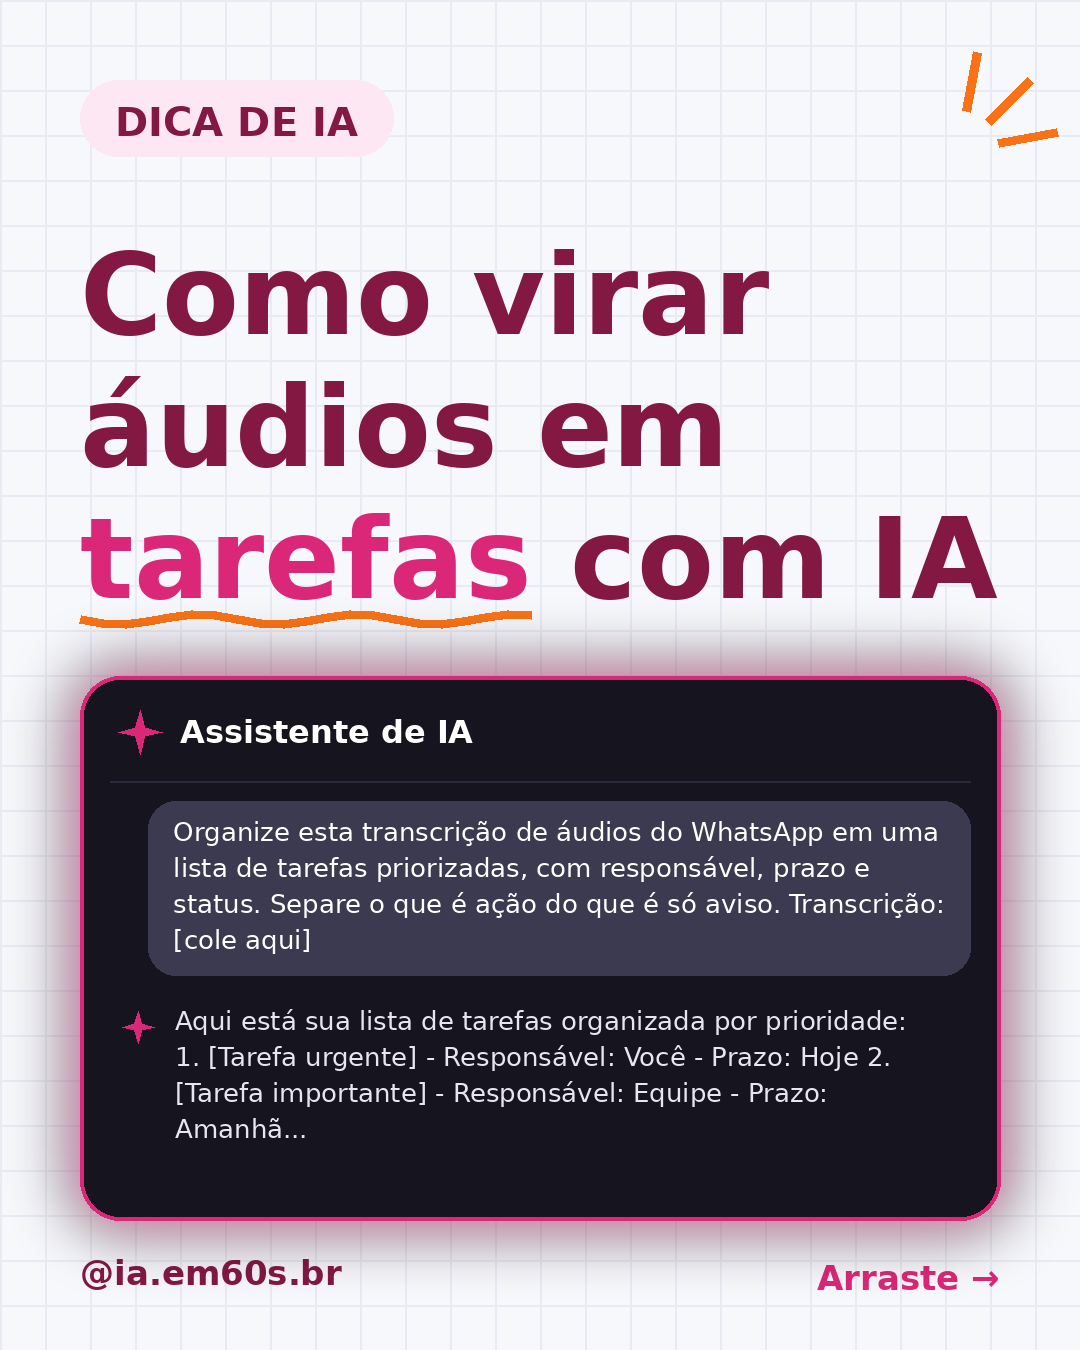 DICA DE IA
Como virar
áudios em
tarefas com IA
Assistente de IA
Organize esta transcrição de áudios do WhatsApp em uma
lista de tarefas priorizadas, com responsável, prazo e
status. Separe o que é ação do que é só aviso. Transcrição:
[cole aqui]
Aqui está sua lista de tarefas organizada por prioridade:
1. [Tarefa urgente] - Responsável: Você - Prazo: Hoje 2.
[Tarefa importante] - Responsável: Equipe - Prazo:
Amanhã...
@ia.em60s.br
Arraste →